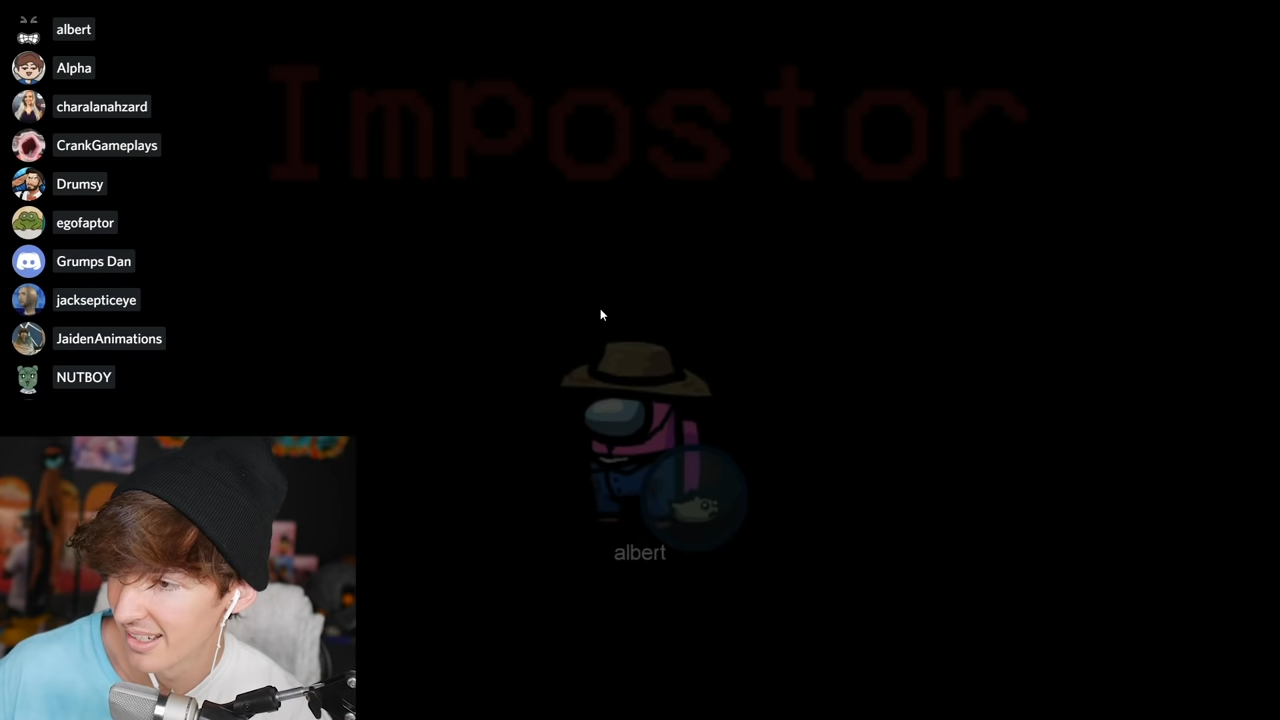 albert
Alpha
charalanahzard
CrankGameplays
Drumsy
egofaptor
Grumps Dan
jacksepticeye
JaidenAnimations
NUTBOY
Impostor
albert